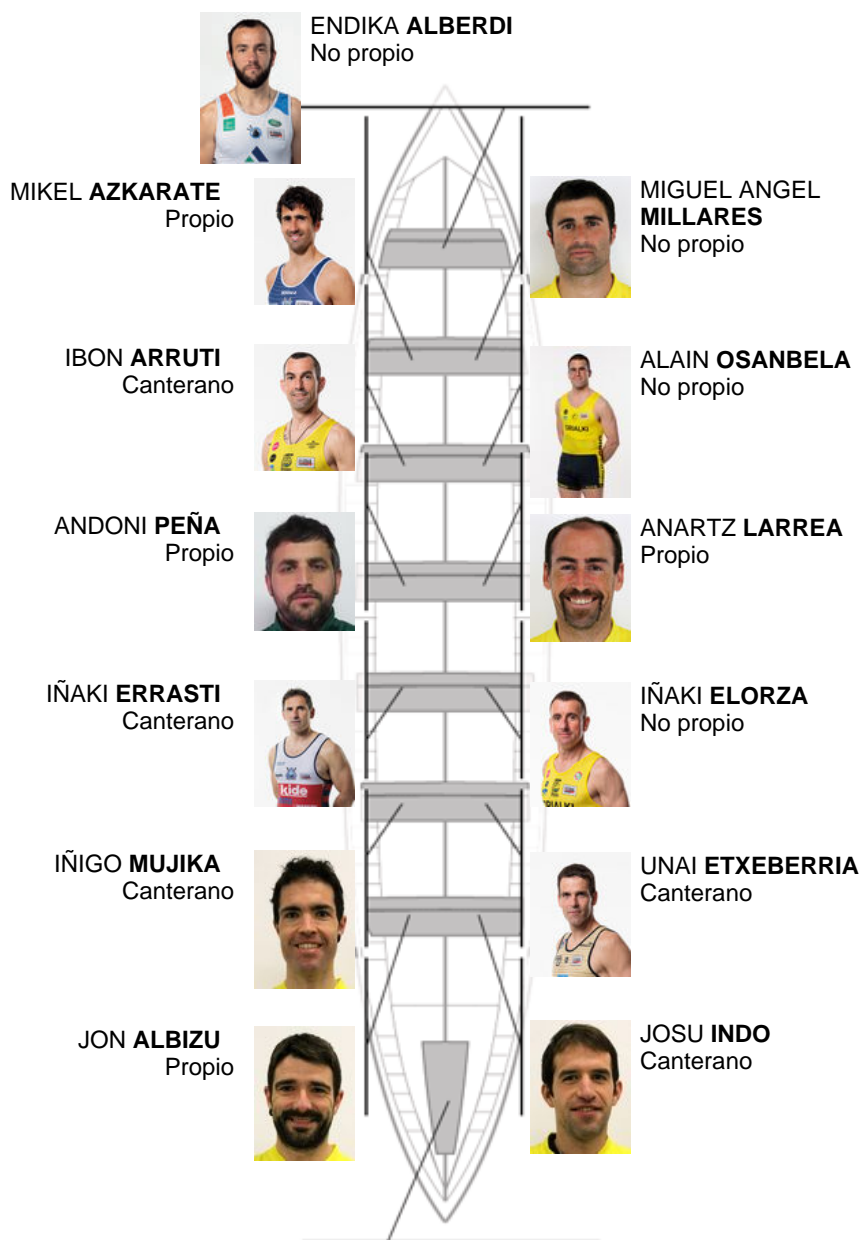 ENDIKA ALBERDI
No propio
MIKEL AZKARATE
Propio
MIGUEL ANGEL
MILLARES
No propio
IBON ARRUTI
Canterano
ALAIN OSANBELA
No propio
ANDONI PEÑA
Propio
ANARTZ LARREA
Propio
IÑAKI ERRASTI
Canterano
kide
IÑAKI ELORZA
No propio
IÑIGO MUJIKA
Canterano
UNAI ETXEBERRIA
Canterano
JON ALBIZU
Propio
JOSU INDO
Canterano